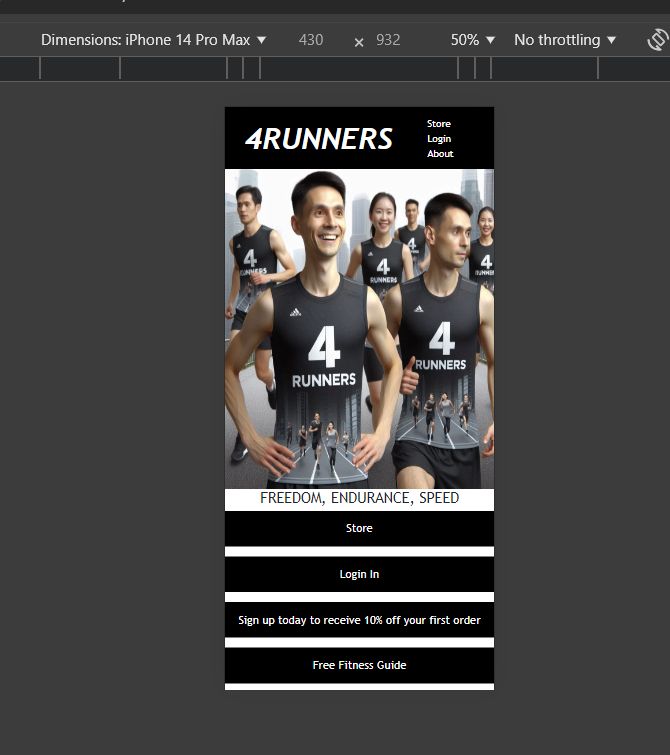 Dimensions: iPhone 14 Pro Max ▼ 430 × 932 50% ▼ No throttling ▼
4RUNNERS
Store
Login
About
4
RUNNERS
4
RUNNERS
4
RUNNERS
4
RUNNERS
FREEDOM, ENDURANCE, SPEED
Store
Login In
Sign up today to receive 10% off your first order
Free Fitness Guide